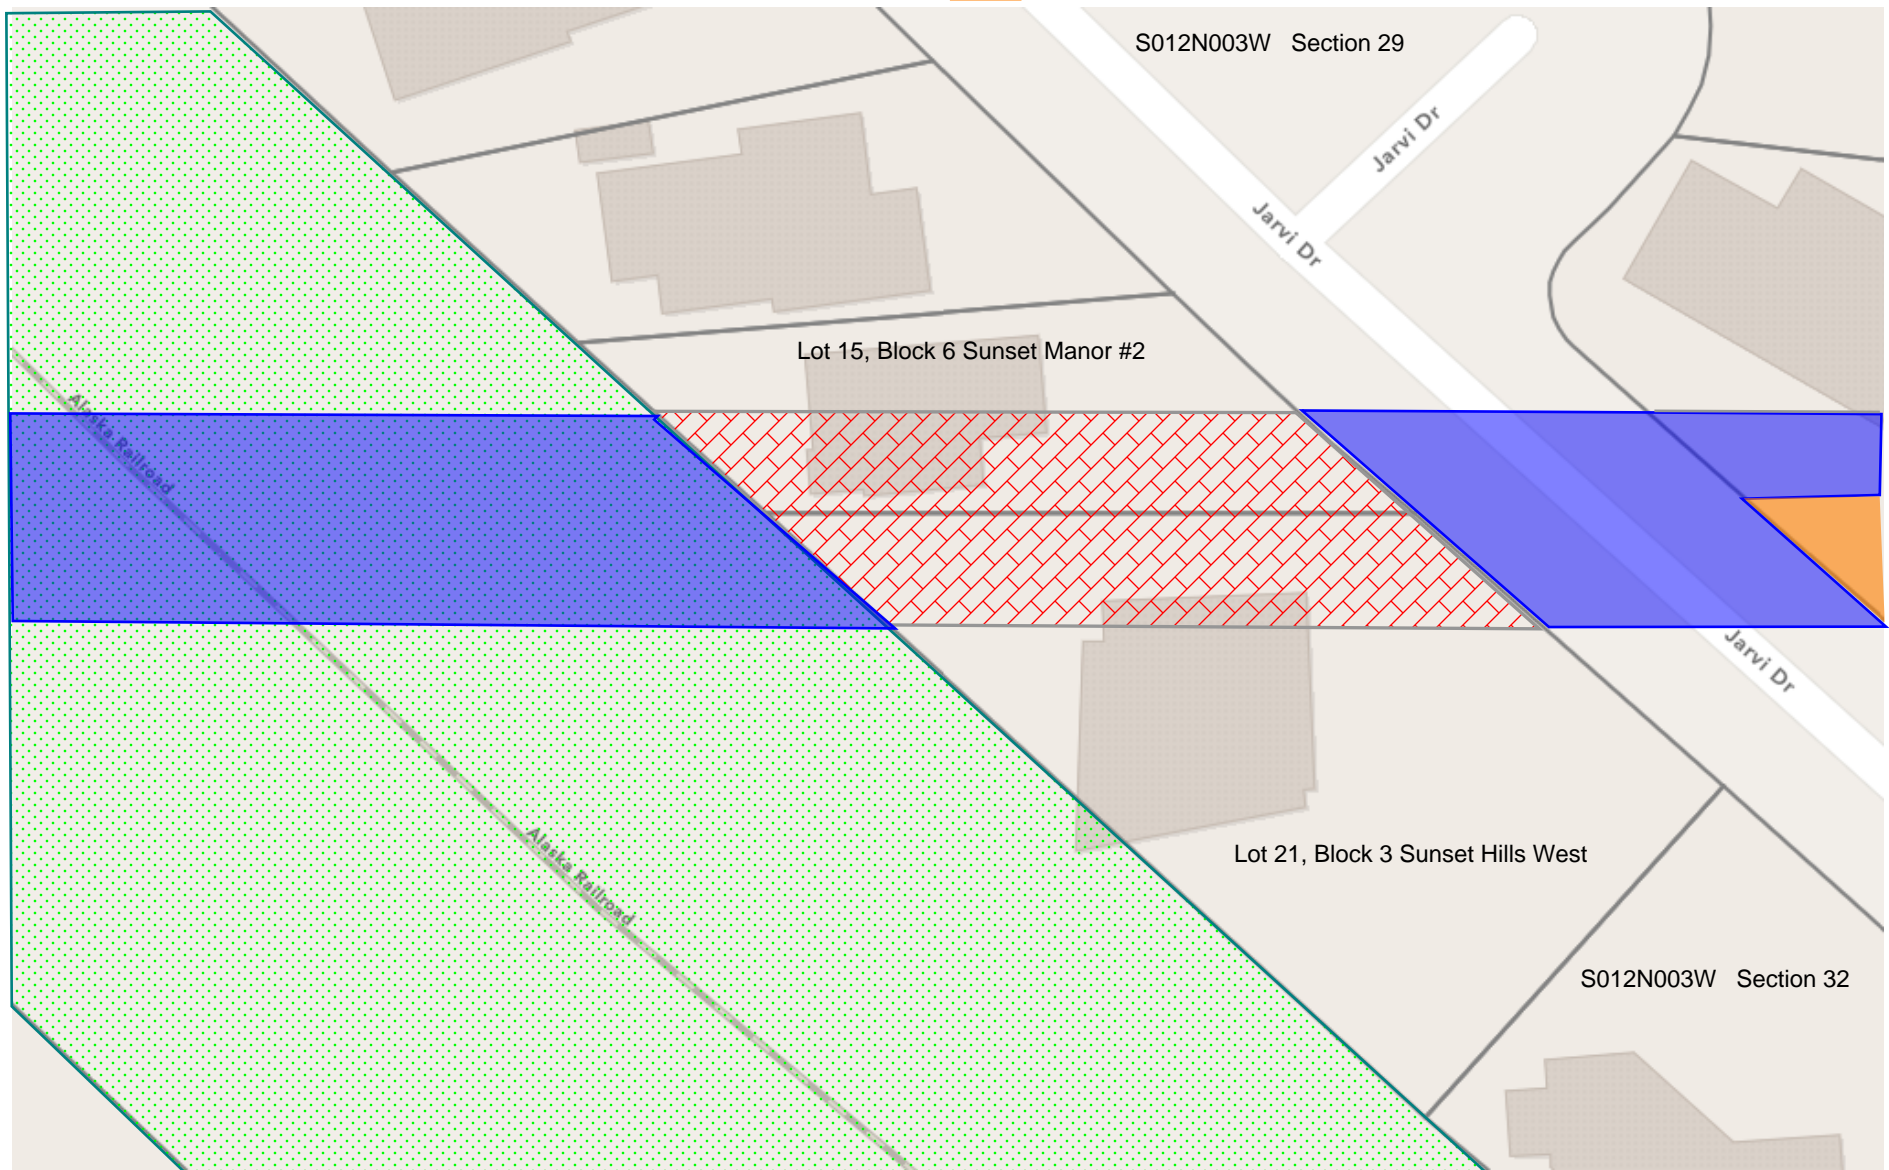 S012N003W   Section 29
Jarvi Dr
Jarvi Dr
Lot 15, Block 6 Sunset Manor #2
Alaska Railroad
Jarvi Dr
Alaska Railroad
Lot 21, Block 3 Sunset Hills West
S012N003W   Section 32